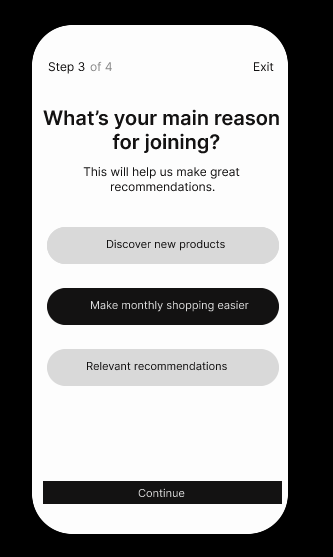 Step 3 of 4
Exit
What's your main reason
for joining?
This will help us make great
recommendations.
Discover new products
Make monthly shopping easier
Relevant recommendations
Continue